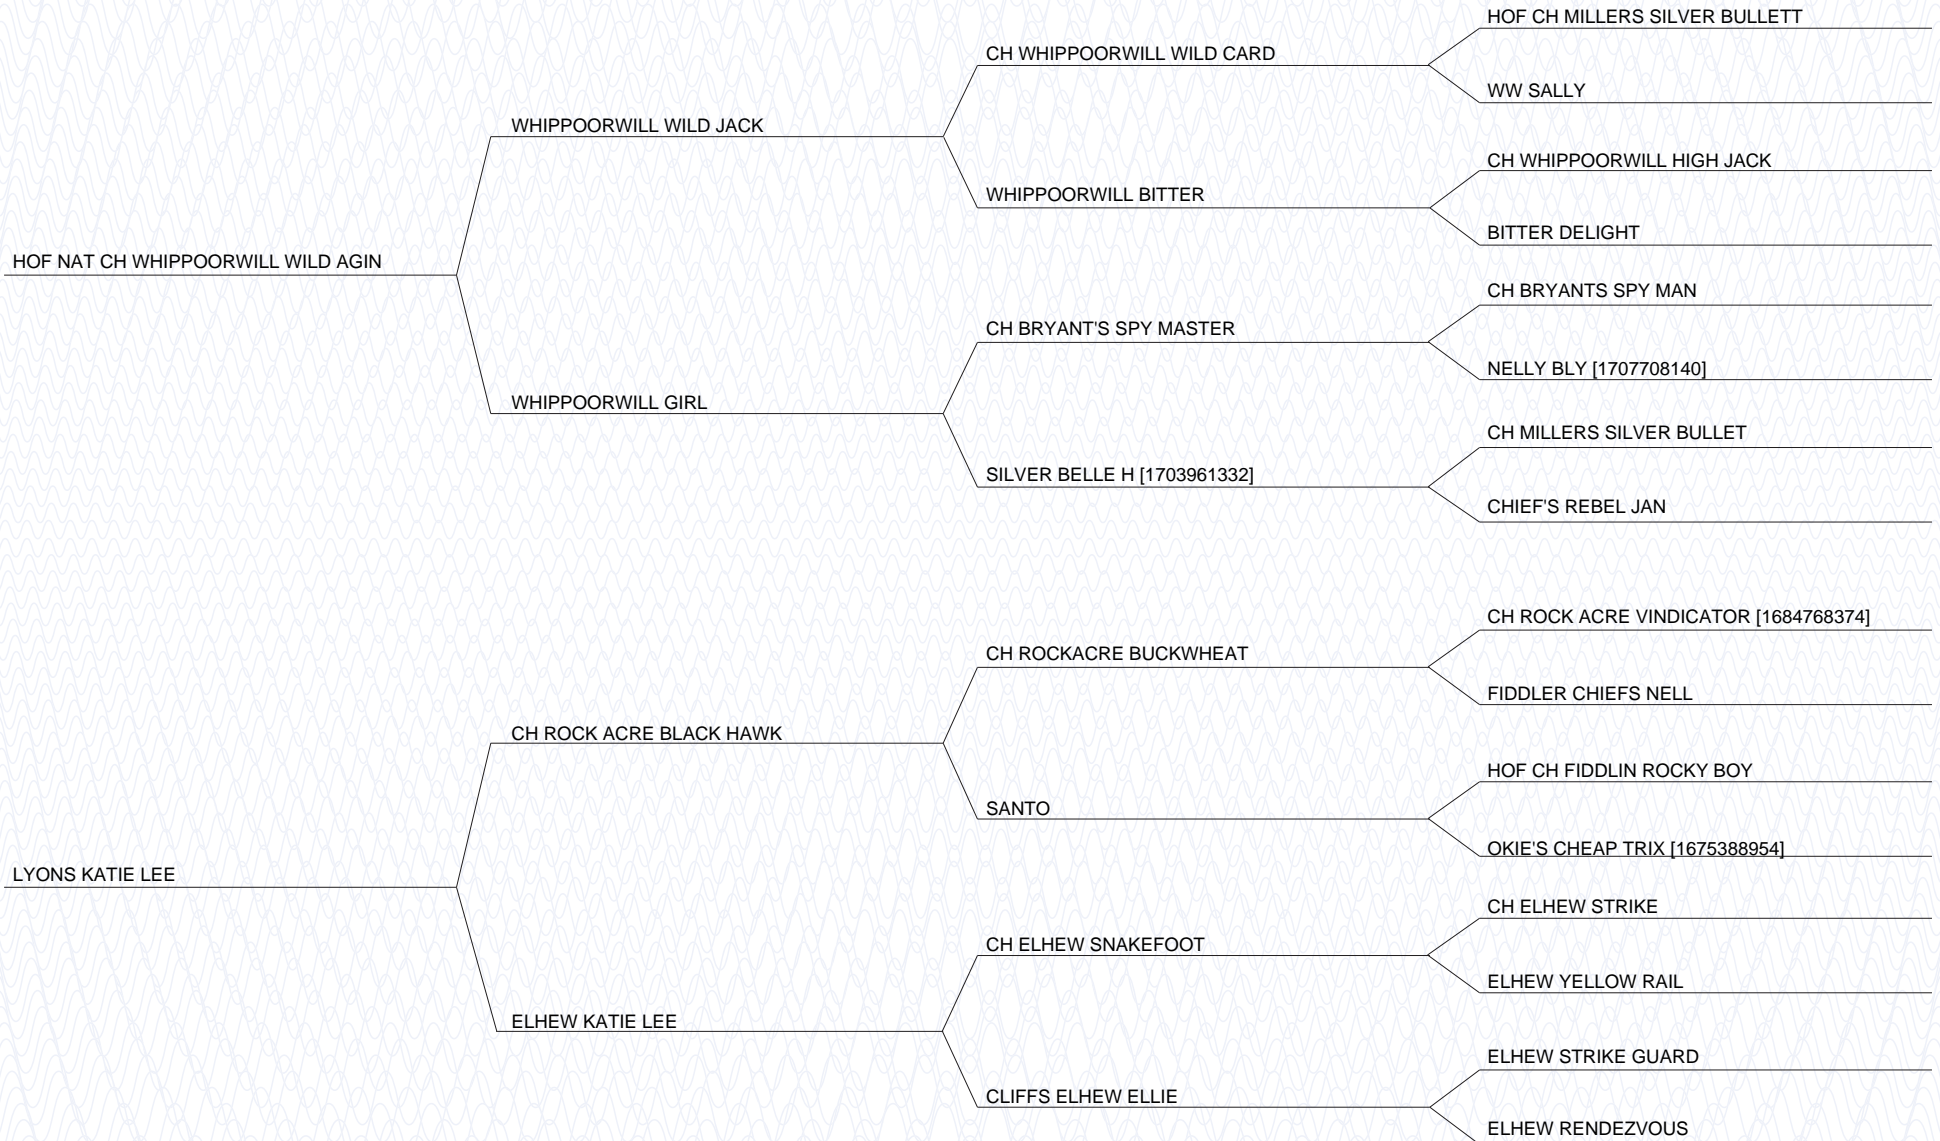 HOF CH MILLERS SILVER BULLETT
CH WHIPPOORWILL WILD CARD
WW SALLY
WHIPPOORWILL WILD JACK
CH WHIPPOORWILL HIGH JACK
WHIPPOORWILL BITTER
BITTER DELIGHT
HOF NAT CH WHIPPOORWILL WILD AGIN
CH BRYANTS SPY MAN
CH BRYANT'S SPY MASTER
NELLY BLY [1707708140]
WHIPPOORWILL GIRL
CH MILLERS SILVER BULLET
SILVER BELLE H [1703961332]
CHIEF'S REBEL JAN
CH ROCK ACRE VINDICATOR [1684768374]
CH ROCKACRE BUCKWHEAT
FIDDLER CHIEFS NELL
CH ROCK ACRE BLACK HAWK
HOF CH FIDDLIN ROCKY BOY
SANTO
OKIE'S CHEAP TRIX [1675388954]
LYONS KATIE LEE
CH ELHEW STRIKE
CH ELHEW SNAKEFOOT
ELHEW YELLOW RAIL
ELHEW KATIE LEE
ELHEW STRIKE GUARD
CLIFFS ELHEW ELLIE
ELHEW RENDEZVOUS